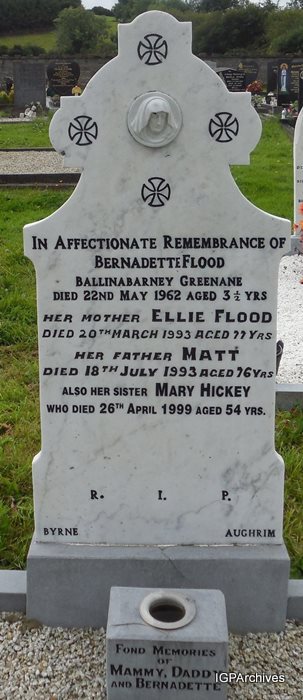 IN AFFECTIONATE REMEMBRANCE OF
BERNADETTE FLOOD
BALLINABARNEY GREENANE
DIED 22ND MAY 1962 AGED 3½ YRS
HER MOTHER ELLIE FLOOD
DIED 20TH MARCH 1993 AGED 77 YRS
HER FATHER MATT
DIED 18TH JULY 1993 AGED 76 YRS
ALSO HER SISTER MARY HICKEY
WHO DIED 26TH APRIL 1999 AGED 54 YRS.
R. I. P.
BYRNE AUGHRIM
FOND MEMORIES
OF
MAMMY, DADDY
AND BERNADETTE
IGPArchives